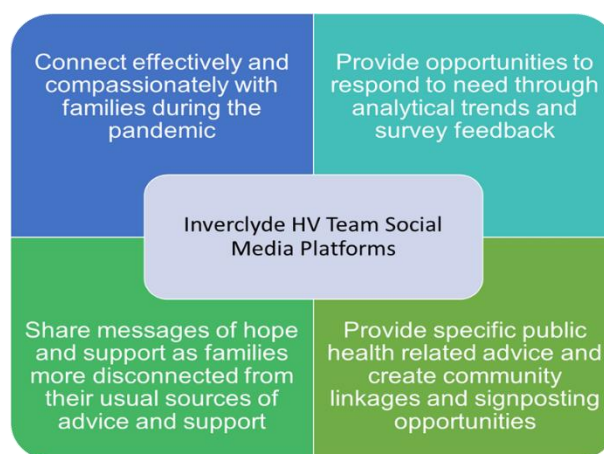 Connect effectively and
compassionately with
families during the
pandemic
Provide opportunities to
respond to need through
analytical trends and
survey feedback
Inverclyde HV Team Social
Media Platforms
Share messages of hope
and support as families
more disconnected from
their usual sources of
advice and support
Provide specific public
health related advice and
create community
linkages and signposting
opportunities